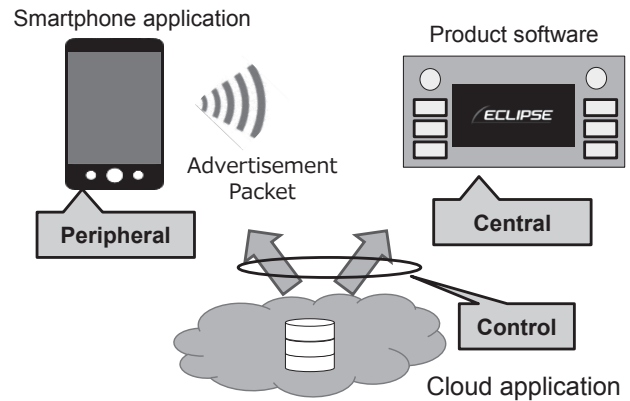 Smartphone application
Product software
ECLIPSE
Advertisement
Packet
Peripheral
Central
Control
Cloud application